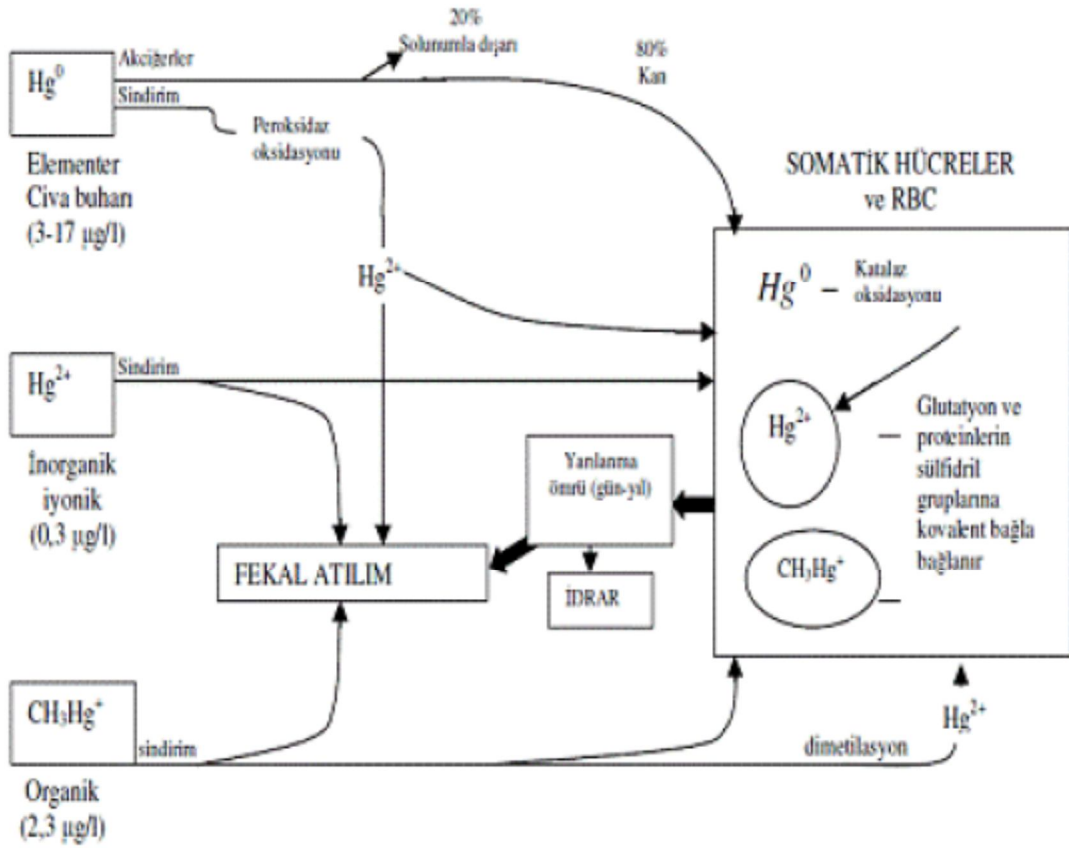 20%
Solunumla dışarı
80%
Kan
Akciğerler
Hg⁰
Sindirim
Peroksidaz
oksidasyonu
Elementer
Civa buharı
(3-17 µg/l)
SOMATİK HÜCRELER
ve RBC
Hg²⁺
Hg⁰ –
Katalaz
oksidasyonu
Sindirim
Hg²⁺
İnorganik
iyonik
(0,3 µg/l)
Hg²⁺
Glutatyon ve
proteinlerin
sülfidril
gruplarına
kovalent bağla
bağlanır
Yarılanma
ömrü (gün-yıl)
FEKAL ATILIM
İDRAR
CH₃Hg⁺
CH₃Hg⁺
sindirim
Hg²⁺
dimetilasyon
Organik
(2,3 µg/l)